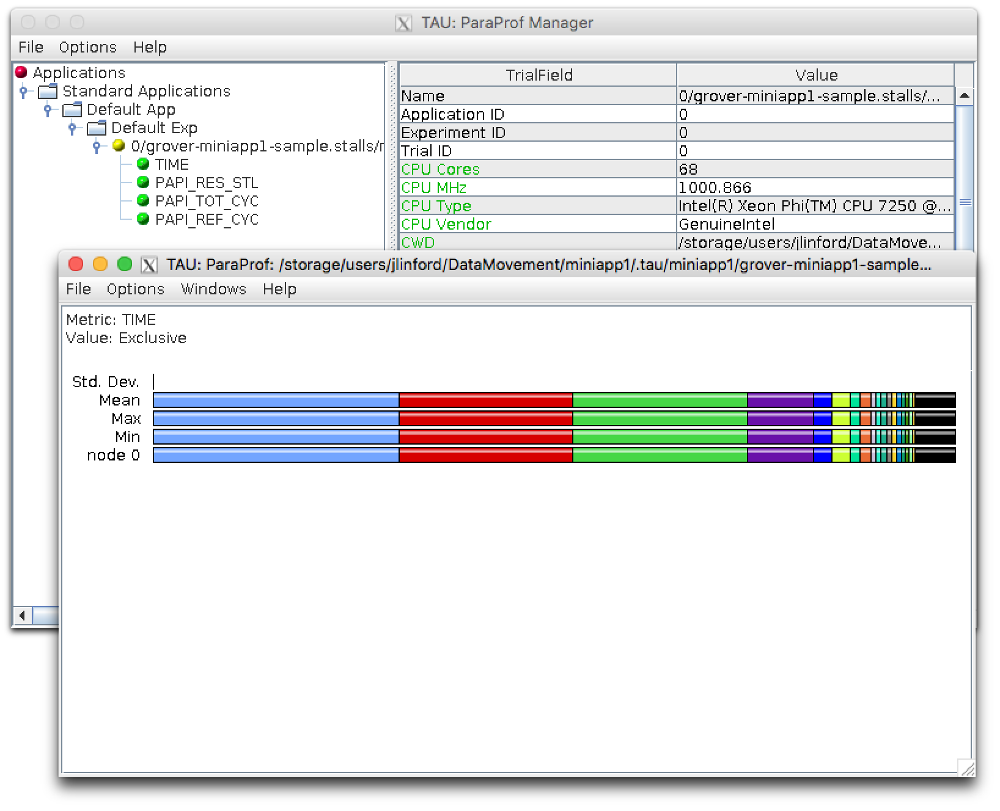 TAU: ParaProf Manager
File Options Help
Applications
Standard Applications
Default App
Default Exp
0/grover-miniapp1-sample.stalls/
TIME
PAPI_RES_STL
PAPI_TOT_CYC
PAPI_REF_CYC
TrialField Value
Name 0/grover-miniapp1-sample.stalls/...
Application ID 0
Experiment ID 0
Trial ID 0
CPU Cores 68
CPU MHz 1000.866
CPU Type Intel(R) Xeon Phi(TM) CPU 7250 @...
CPU Vendor GenuineIntel
CWD /storage/users/jlinford/DataMove...
TAU: ParaProf: /storage/users/jlinford/DataMovement/miniapp1/.tau/miniapp1/grover-miniapp1-sample...
File Options Windows Help
Metric: TIME
Value: Exclusive
Std. Dev.
Mean
Max
Min
node 0